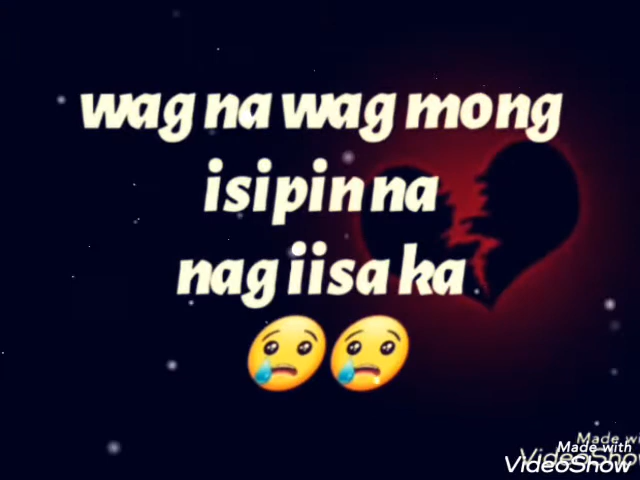 wag na wag mong
isipin na
nag iisa ka
😢😢
Made with
VideoShow